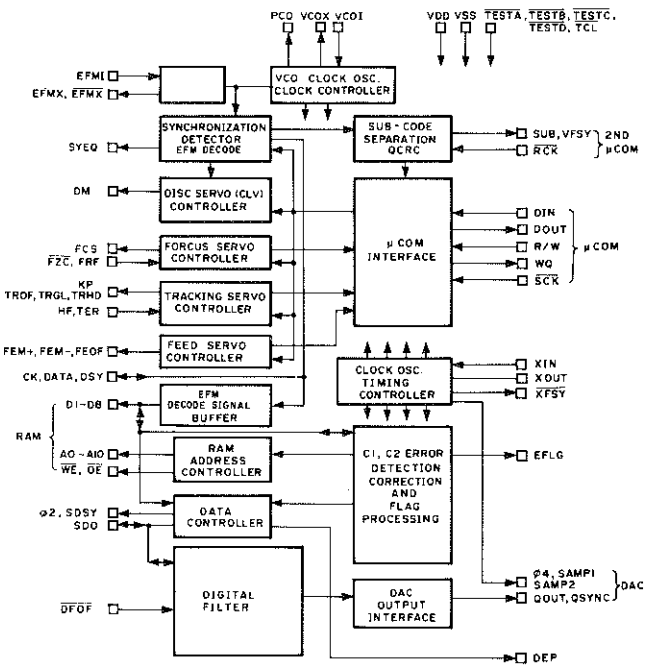 PCO VCOX VCOI
VDD VSS TESTA, TESTB, TESTC,
TESTD, TCL
EFMI
EFMX, EFMX
VCO CLOCK OSC.
CLOCK CONTROLLER
SYNCHRONIZATION
DETECTOR
EFM DECODE
SYEQ
SUB-CODE
SEPARATION
QCRC
SUB, VFSY
RCK
2ND
μCOM
DM
DISC SERVO (CLV)
CONTROLLER
FCS
FZC, FRF
FORCUS SERVO
CONTROLLER
μ COM
INTERFACE
DIN
DOUT
R/W
WQ
SCK
μCOM
KP
TROF, TRGL, TRHD
HF, TER
TRACKING SERVO
CONTROLLER
FEM+, FEM-, FEOF
FEED SERVO
CONTROLLER
CK, DATA, DSY
CLOCK OSC.
TIMING
CONTROLLER
XIN
XOUT
XFSY
RAM
D1-D8
EFM
DECODE SIGNAL
BUFFER
A0-A10
WE, OE
RAM
ADDRESS
CONTROLLER
C1, C2 ERROR
DETECTION
CORRECTION
AND
FLAG
PROCESSING
EFLG
ø2, SDSY
SDO
DATA
CONTROLLER
DFOF
DIGITAL
FILTER
DAC
OUTPUT
INTERFACE
Ø4, SAMP1
SAMP2
QOUT, QSYNC
DAC
DEP